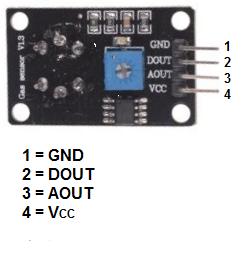 Gas sensor V1.3
GND 1
DOUT 2
AOUT 3
VCC 4
1 = GND
2 = DOUT
3 = AOUT
4 = Vcc